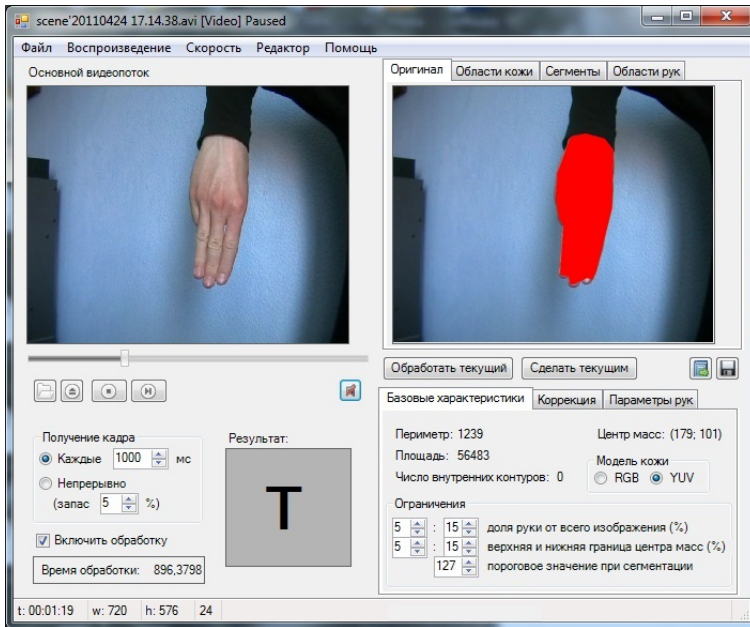 scene'20110424 17.14.38.avi [Video] Paused
Файл Воспроизведение Скорость Редактор Помощь
Основной видеопоток
Оригинал Области кожи Сегменты Области рук
Обработать текущий Сделать текущим
Базовые характеристики Коррекция Параметры рук
Периметр: 1239 Центр масс: (179; 101)
Площадь: 56483
Число внутренних контуров: 0
Модель кожи
RGB YUV
Ограничения
5 : 15 доля руки от всего изображения (%)
5 : 15 верхняя и нижняя граница центра масс (%)
127 пороговое значение при сегментации
Получение кадра
Каждые 1000 мс
Непрерывно
(запас 5 %)
Включить обработку
Время обработки: 896,3798
Результат:
T
t: 00:01:19 w: 720 h: 576 24